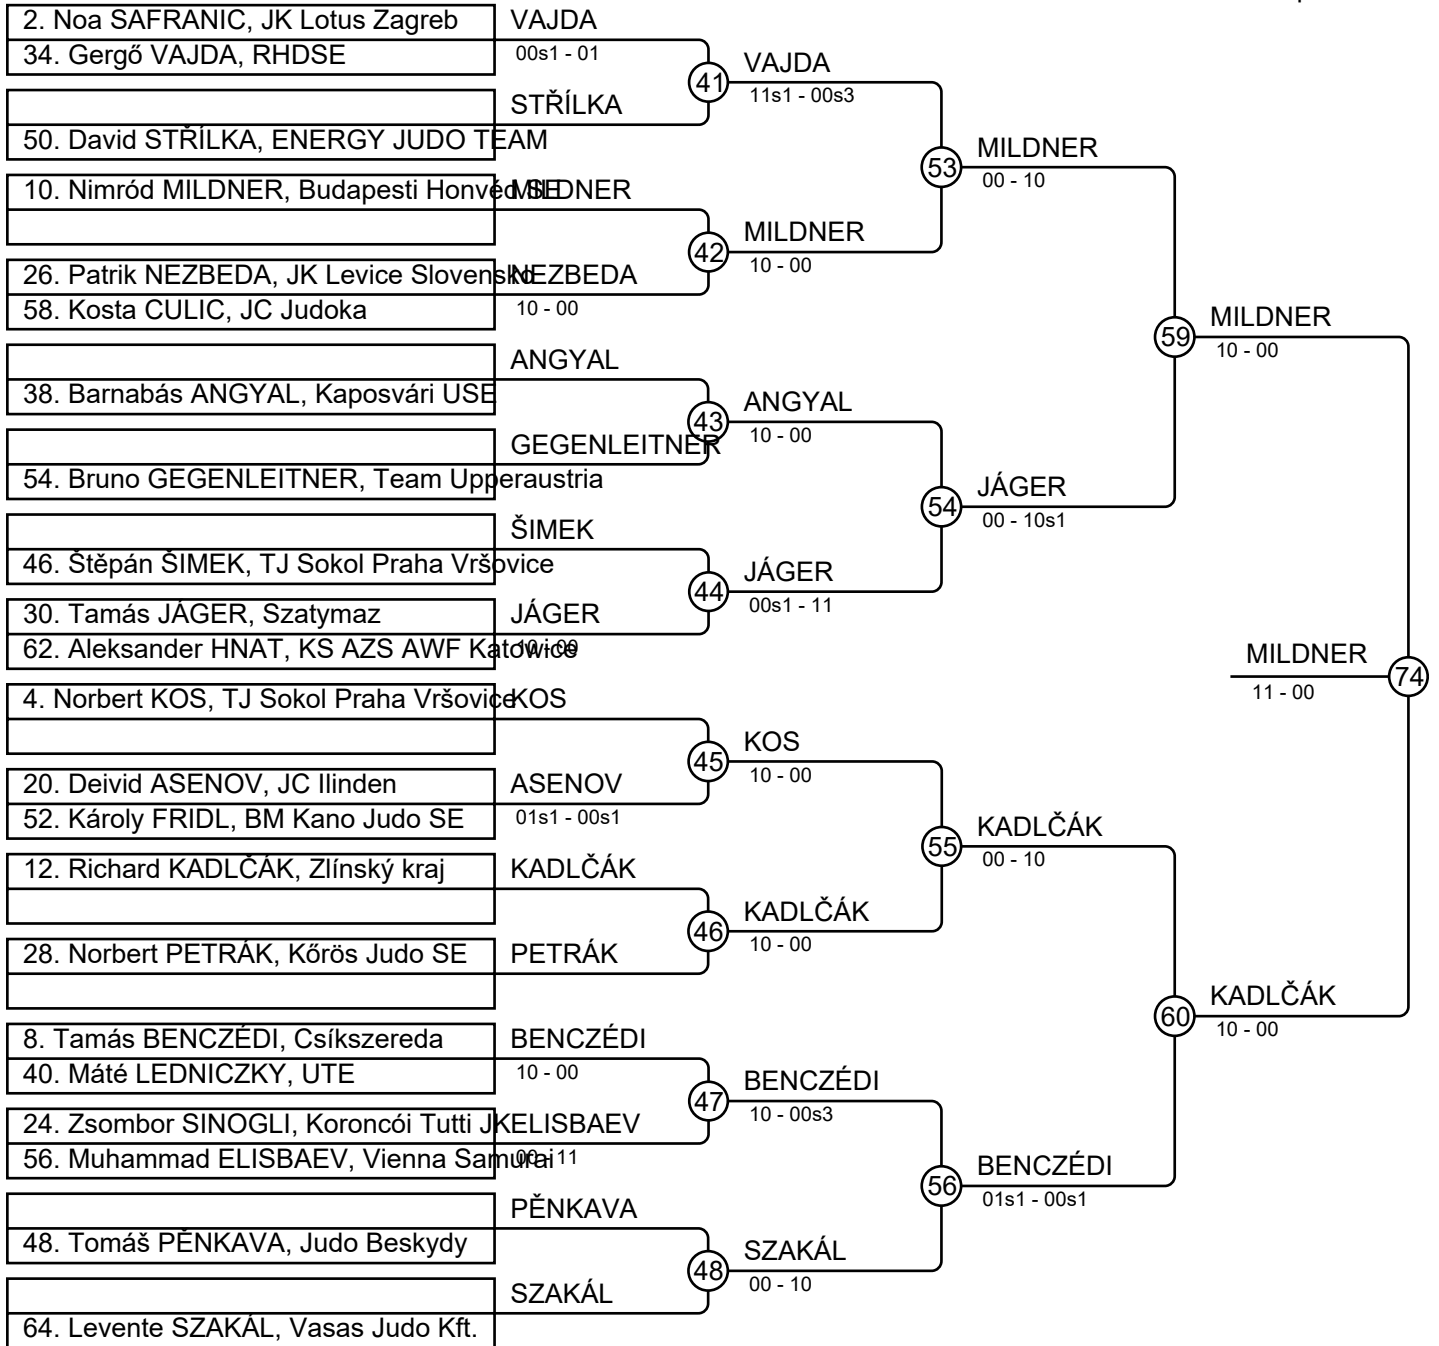 2. Noa SAFRANIC, JK Lotus Zagreb
34. Gergő VAJDA, RHDSE
VAJDA
00s1 - 01
STŘÍLKA
50. David STŘÍLKA, ENERGY JUDO TEAM
41
VAJDA
11s1 - 00s3
10. Nimród MILDNER, Budapesti Honvéd SE
MILDNER
26. Patrik NEZBEDA, JK Levice Slovensko
58. Kosta CULIC, JC Judoka
NEZBEDA
10 - 00
42
MILDNER
10 - 00
53
MILDNER
00 - 10
ANGYAL
38. Barnabás ANGYAL, Kaposvári USE
GEGENLEITNER
54. Bruno GEGENLEITNER, Team Upperaustria
43
ANGYAL
10 - 00
ŠIMEK
46. Štěpán ŠIMEK, TJ Sokol Praha Vršovice
30. Tamás JÁGER, Szatymaz
62. Aleksander HNAT, KS AZS AWF Katowice
JÁGER
10 - 00
44
JÁGER
00s1 - 11
54
JÁGER
00 - 10s1
59
MILDNER
10 - 00
4. Norbert KOS, TJ Sokol Praha Vršovice
KOS
20. Deivid ASENOV, JC Ilinden
52. Károly FRIDL, BM Kano Judo SE
ASENOV
01s1 - 00s1
45
KOS
10 - 00
12. Richard KADLČÁK, Zlínský kraj
KADLČÁK
28. Norbert PETRÁK, Kőrös Judo SE
PETRÁK
46
KADLČÁK
10 - 00
55
KADLČÁK
00 - 10
8. Tamás BENCZÉDI, Csíkszereda
40. Máté LEDNICZKY, UTE
BENCZÉDI
10 - 00
24. Zsombor SINOGLI, Koroncói Tutti JK
56. Muhammad ELISBAEV, Vienna Samurai
ELISBAEV
00 - 11
47
BENCZÉDI
10 - 00s3
PĚNKAVA
48. Tomáš PĚNKAVA, Judo Beskydy
SZAKÁL
64. Levente SZAKÁL, Vasas Judo Kft.
48
SZAKÁL
00 - 10
56
BENCZÉDI
01s1 - 00s1
60
KADLČÁK
10 - 00
MILDNER
11 - 00
74